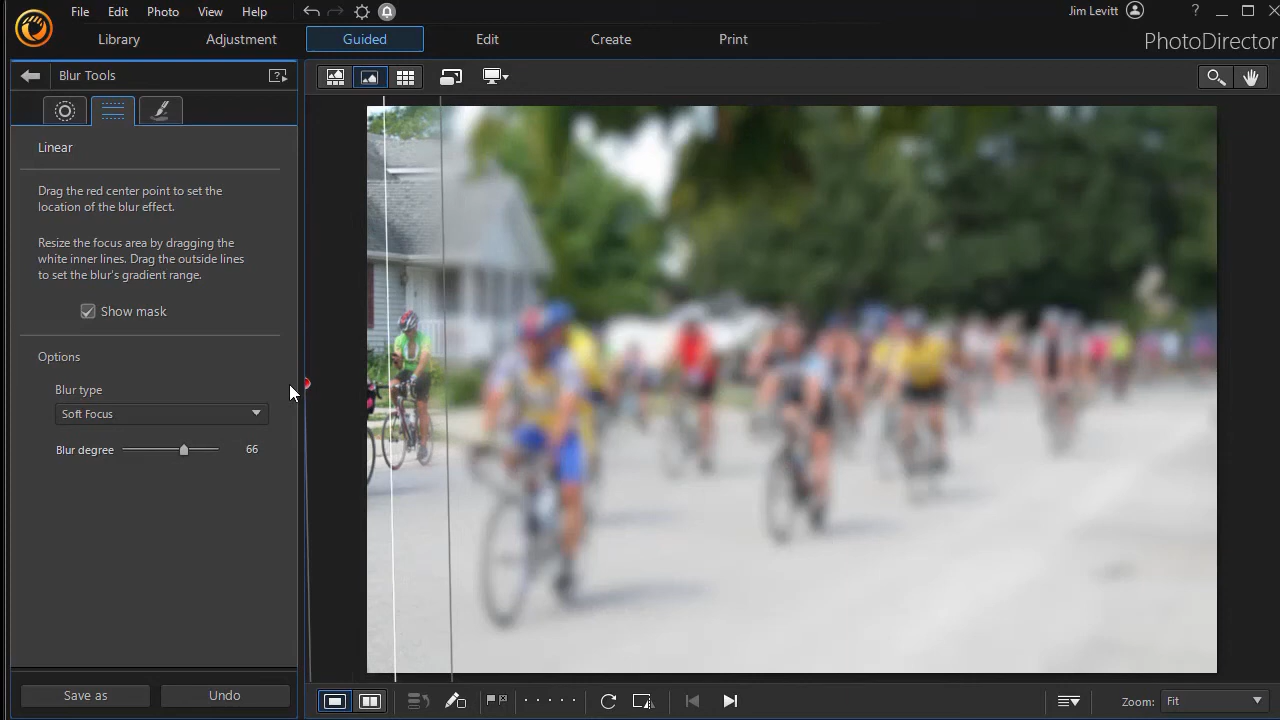 File Edit Photo View Help
Jim Levitt
?
Library Adjustment Guided Edit Create Print
PhotoDirector
Blur Tools
Linear
Drag the red center point to set the
location of the blur effect.
Resize the focus area by dragging the
white inner lines. Drag the outside lines
to set the blur's gradient range.
Show mask
Options
Blur type
Soft Focus
Blur degree 66
Save as Undo
Zoom: Fit